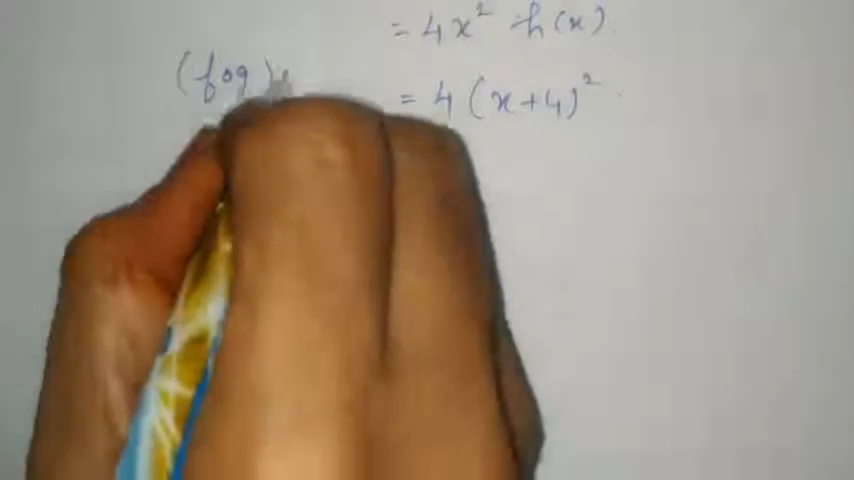 = 4x² h(x).
(fog)
= 4(x+4)².